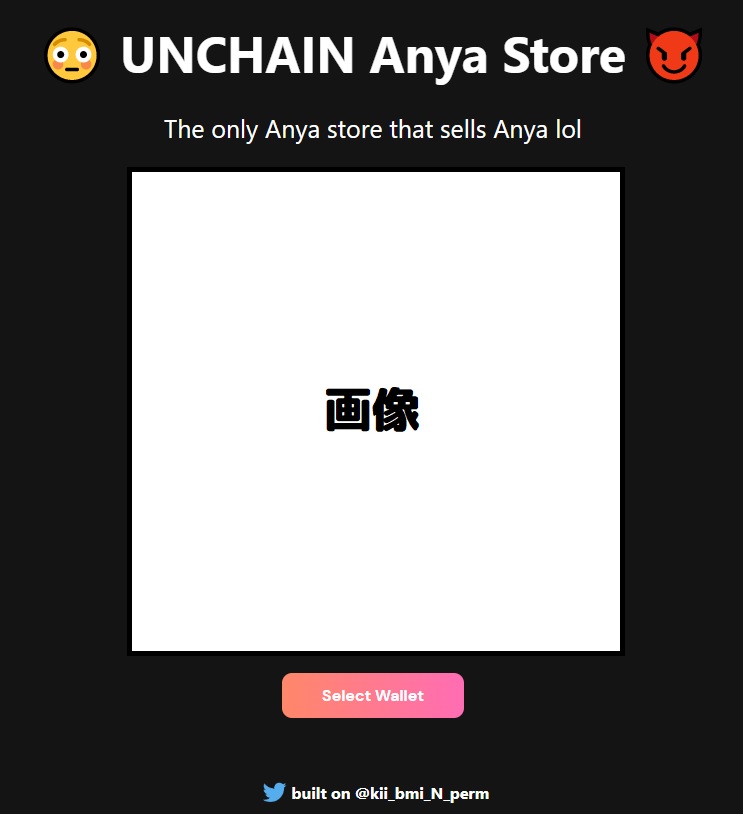 😳 UNCHAIN Anya Store 😈
The only Anya store that sells Anya lol
画像
Select Wallet
built on @kii_bmi_N_perm